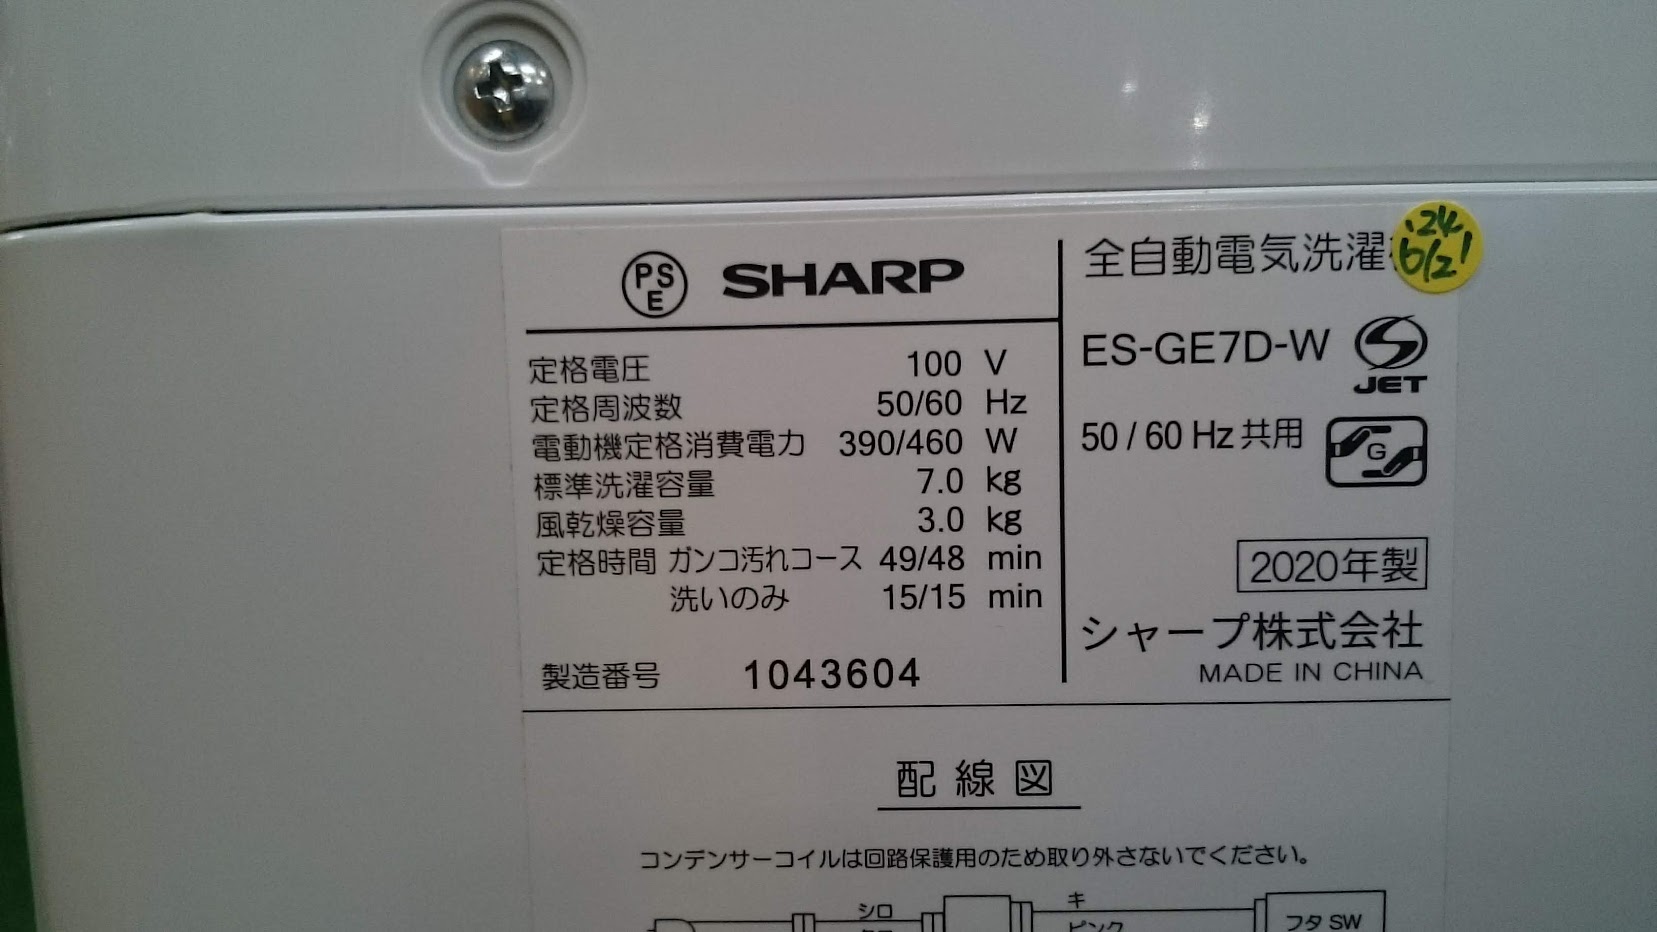 PSE SHARP
定格電圧 100 V
定格周波数 50/60 Hz
電動機定格消費電力 390/460 W
標準洗濯容量 7.0 kg
風乾燥容量 3.0 kg
定格時間 ガンコ汚れコース 49/48 min
洗いのみ 15/15 min
製造番号 1043604
全自動電気洗濯
'24
6/21
ES-GE7D-W
JET
50/60 Hz共用
G
2020年製
シャープ株式会社
MADE IN CHINA
配線図
コンデンサーコイルは回路保護用のため取り外さないでください。
シロ
キ
ピンク
フタ SW